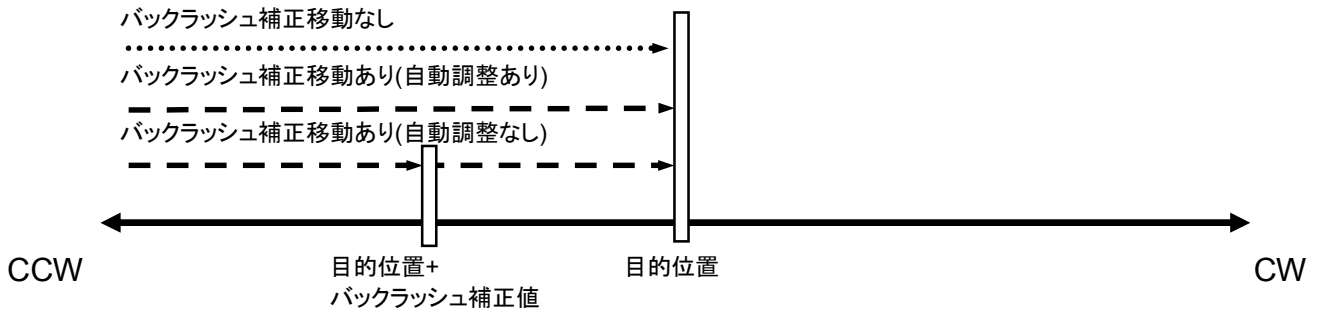 バックラッシュ補正移動なし
バックラッシュ補正移動あり(自動調整あり)
バックラッシュ補正移動あり(自動調整なし)
CCW
目的位置+
バックラッシュ補正値
目的位置
CW